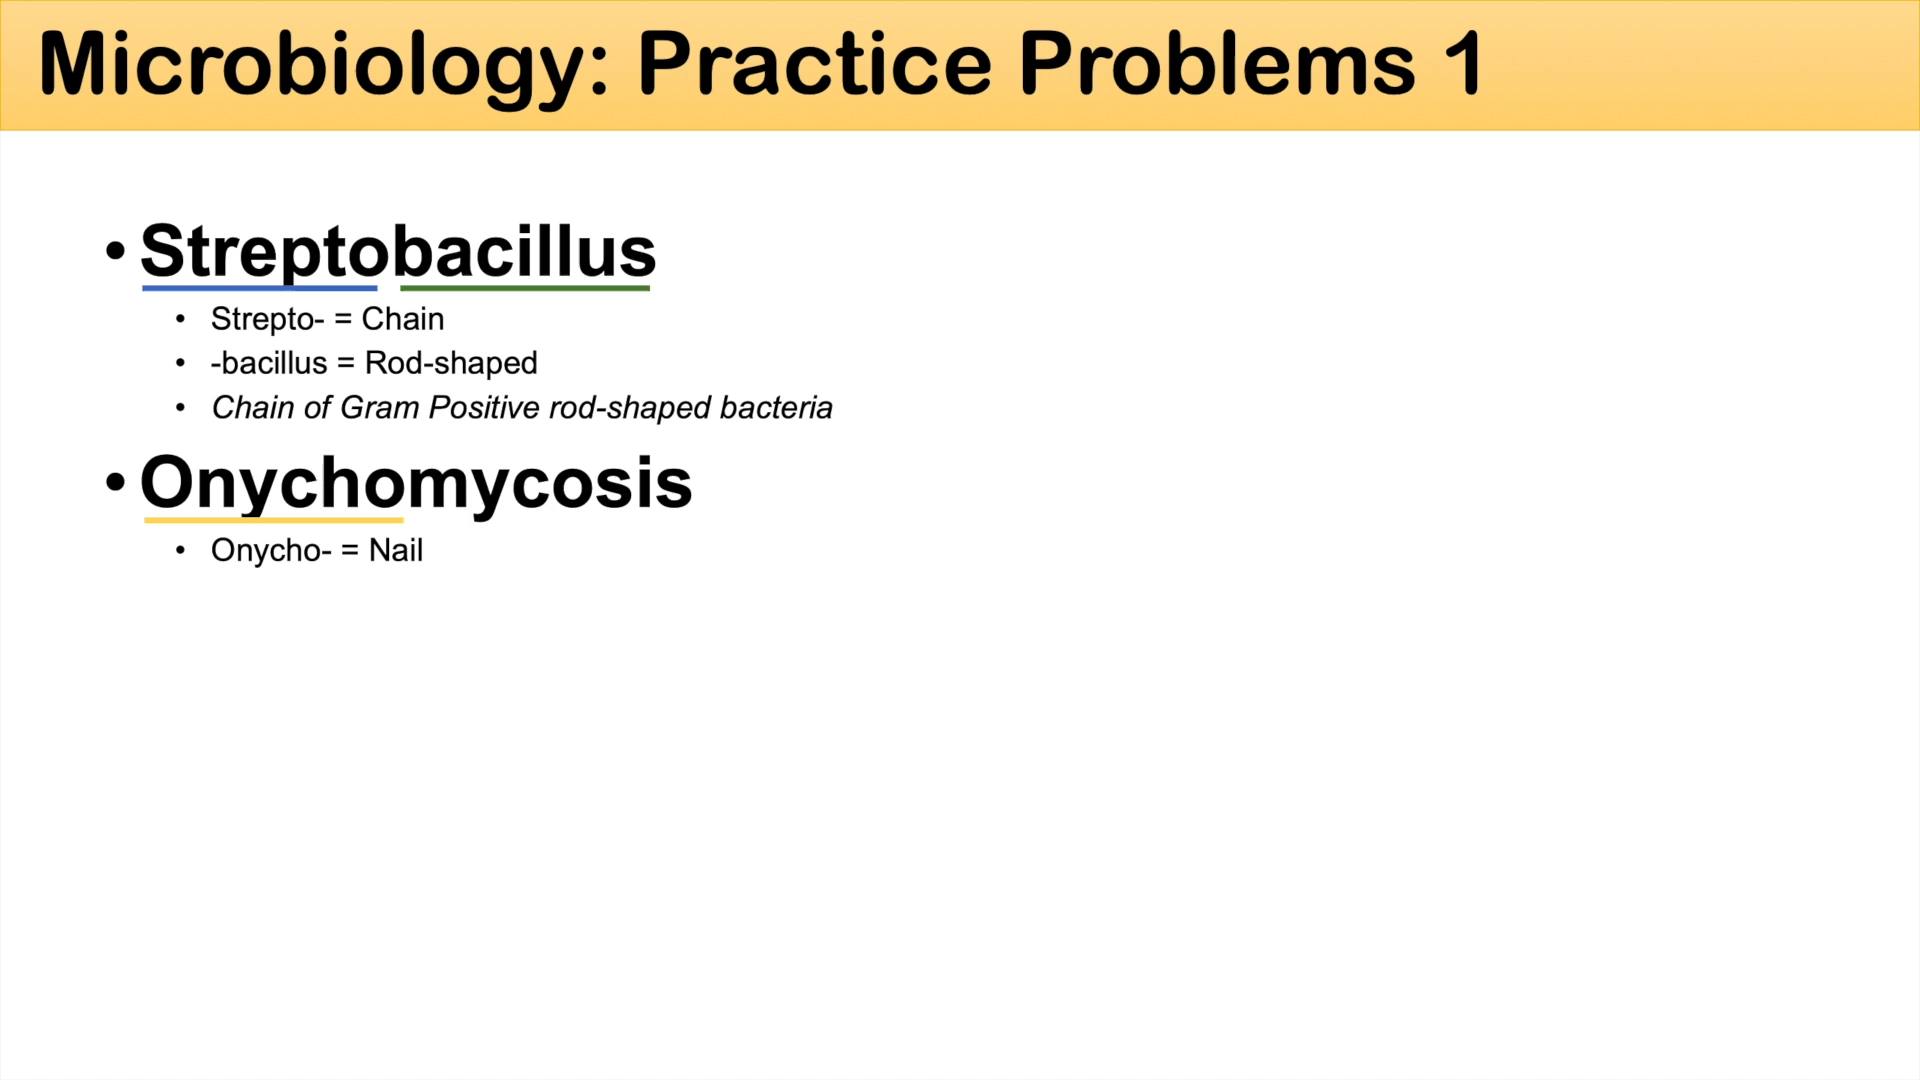 Microbiology: Practice Problems 1
• Streptobacillus
• Strepto- = Chain
• -bacillus = Rod-shaped
• Chain of Gram Positive rod-shaped bacteria
• Onychomycosis
• Onycho- = Nail